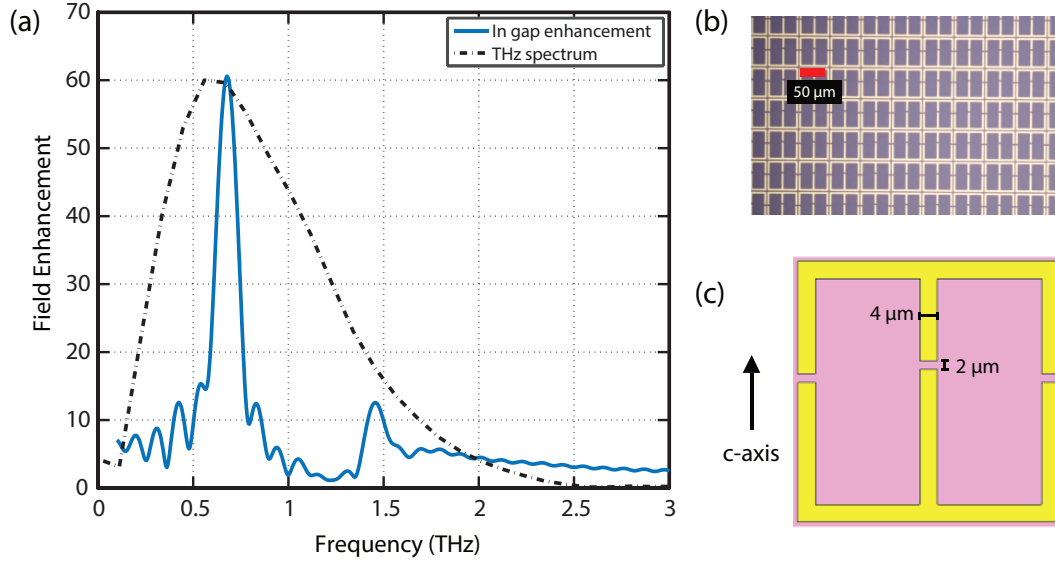 (a)
In gap enhancement
THz spectrum
Field Enhancement
70
60
50
40
30
20
10
0
0
0.5
1
1.5
2
2.5
3
Frequency (THz)
(b)
50 μm
(c)
4 μm
2 μm
c-axis